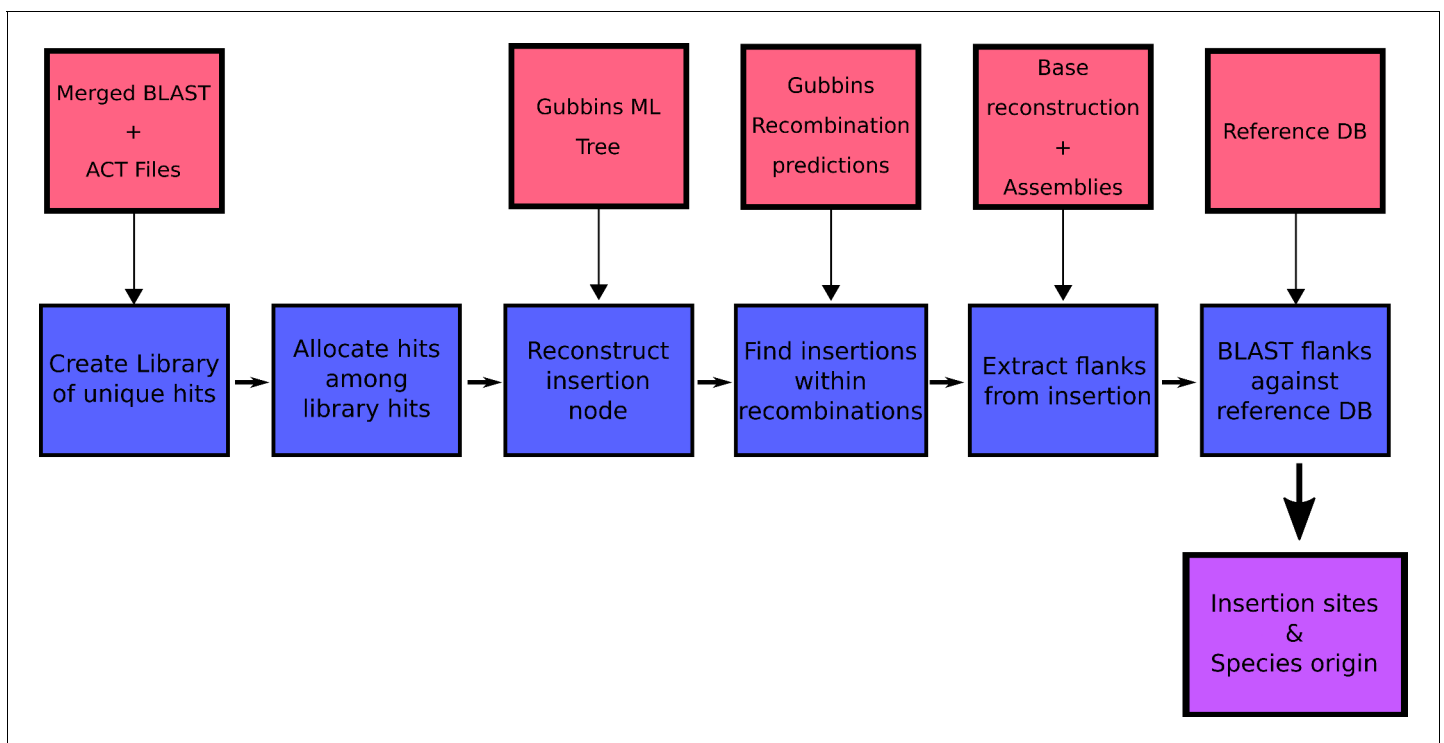 Merged BLAST
+
ACT Files
Gubbins ML
Tree
Gubbins
Recombination
predictions
Base
reconstruction
+
Assemblies
Reference DB
Create Library
of unique hits
Allocate hits
among
library hits
Reconstruct
insertion
node
Find insertions
within
recombinations
Extract flanks
from insertion
BLAST flanks
against
reference DB
Insertion sites
&
Species origin